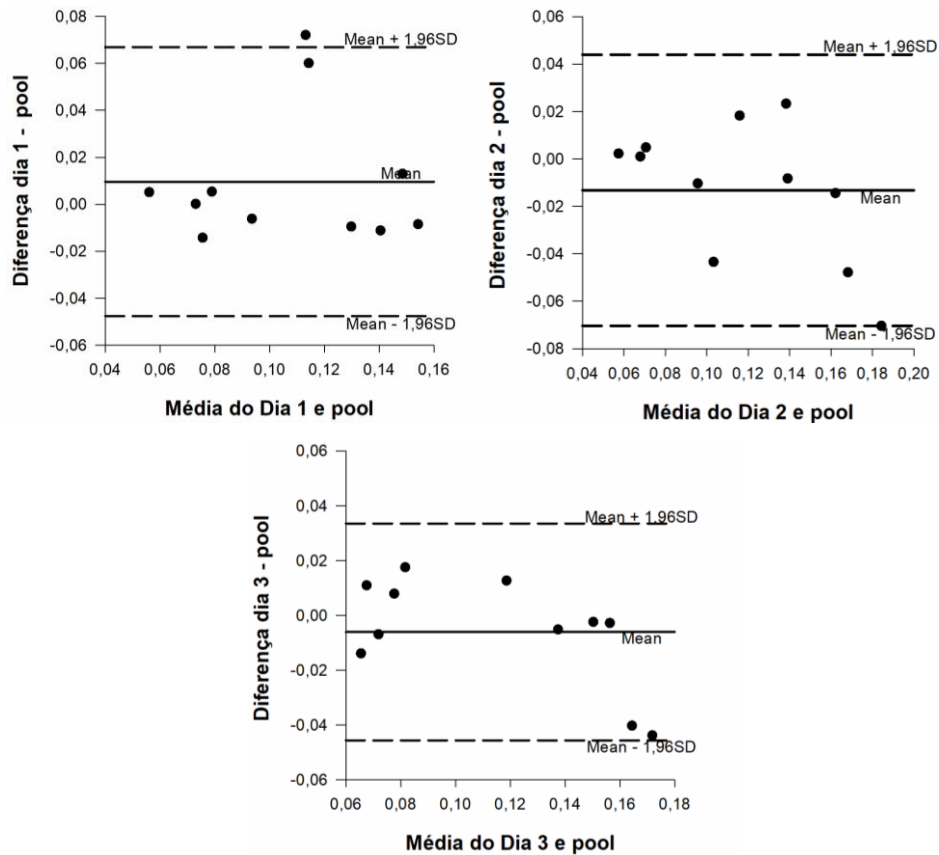 0,08
0,06
0,04
0,02
0,00
-0,02
-0,04
-0,06
Diferença dia 1 - pool
Mean + 1,96SD
Mean
Mean - 1,96SD
0,04 0,06 0,08 0,10 0,12 0,14 0,16
Média do Dia 1 e pool
0,06
0,04
0,02
0,00
-0,02
-0,04
-0,06
-0,08
Diferença dia 2 - pool
Mean + 1,96SD
Mean
Mean - 1,96SD
0,04 0,06 0,08 0,10 0,12 0,14 0,16 0,18 0,20
Média do Dia 2 e pool
0,06
0,04
0,02
0,00
-0,02
-0,04
-0,06
Diferença dia 3 - pool
Mean + 1.96SD
Mean
Mean - 1,96SD
0,06 0,08 0,10 0,12 0,14 0,16 0,18
Média do Dia 3 e pool